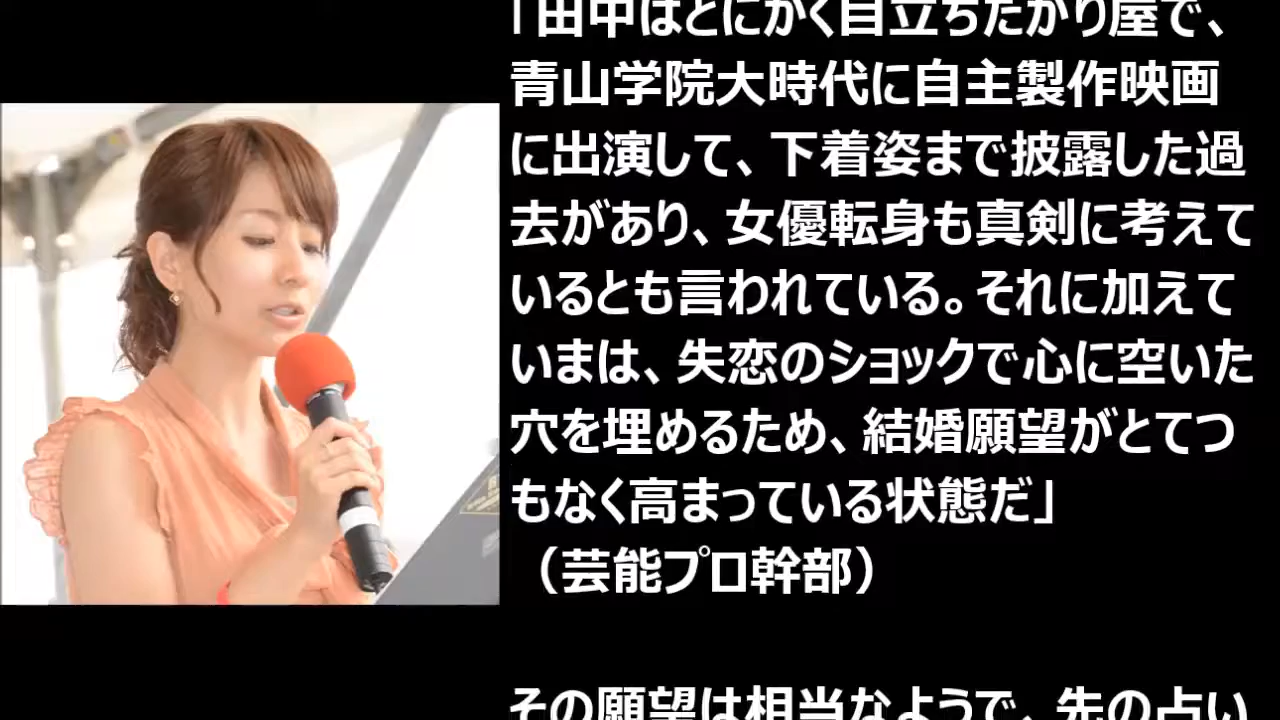 「田中はとにかく目立ちたがり屋で、
青山学院大時代に自主製作映画
に出演して、下着姿まで披露した過
去があり、女優転身も真剣に考えて
いるとも言われている。それに加えて
いまは、失恋のショックで心に空いた
穴を埋めるため、結婚願望がとてつ
もなく高まっている状態だ」
（芸能プロ幹部）
その願望は相当なようで、先の占い